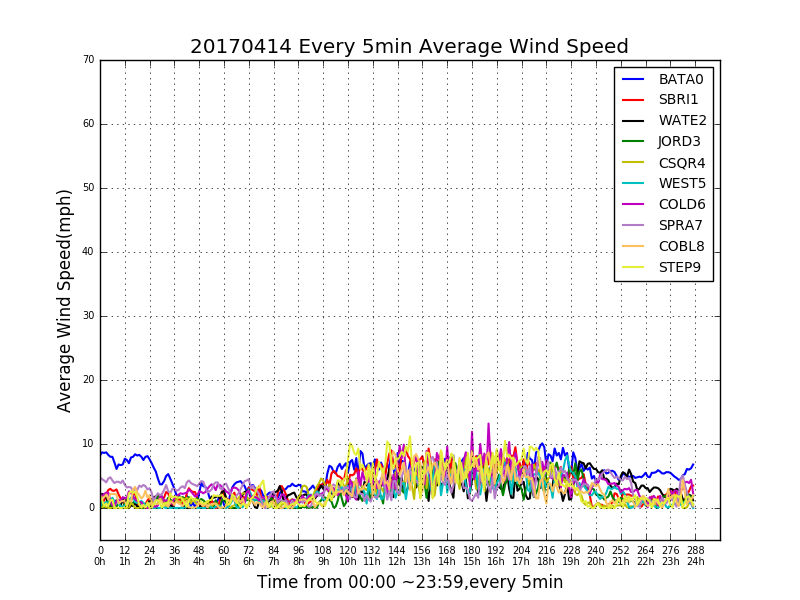 20170414 Every 5min Average Wind Speed
70
60
50
40
30
20
10
0
Average Wind Speed(mph)
BATA0
SBRI1
WATE2
JORD3
CSQR4
WEST5
COLD6
SPRA7
COBL8
STEP9
0 12 24 36 48 60 72 84 96 108 120 132 144 156 168 180 192 204 216 228 240 252 264 276 288
0h 1h 2h 3h 4h 5h 6h 7h 8h 9h 10h 11h 12h 13h 14h 15h 16h 17h 18h 19h 20h 21h 22h 23h 24h
Time from 00:00 ~23:59,every 5min